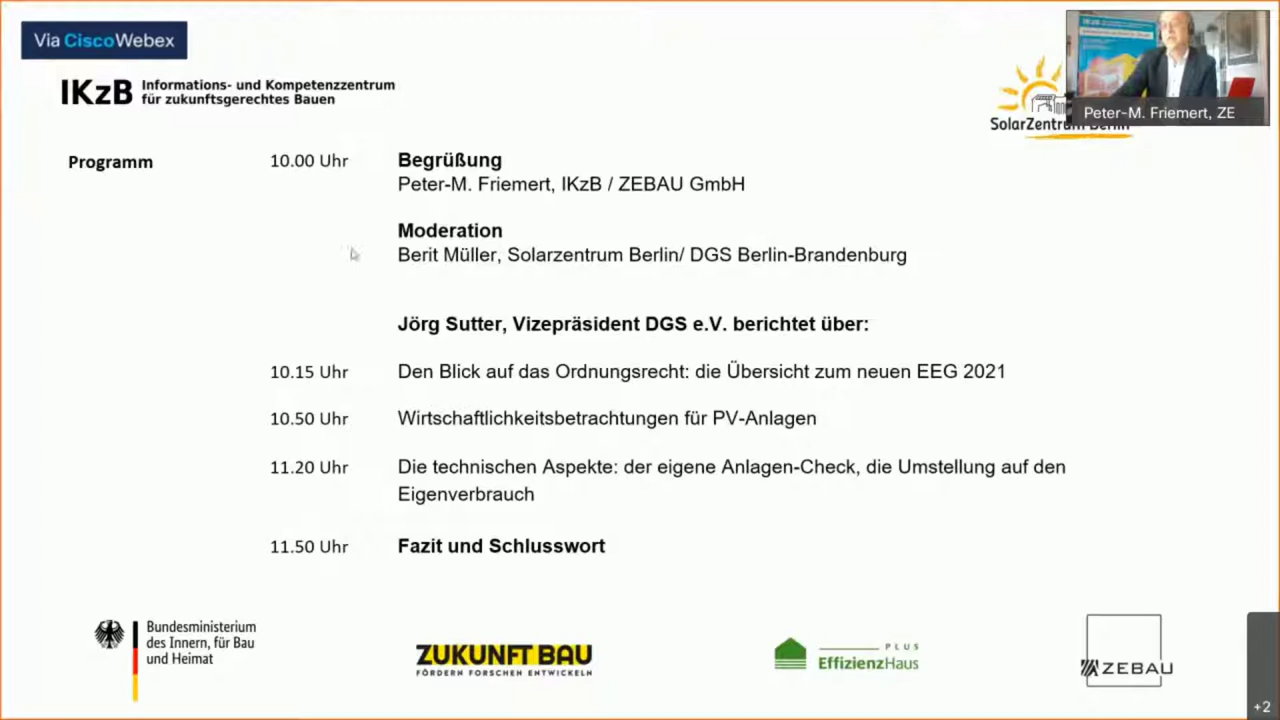 Via CiscoWebex
IKzB Informations- und Kompetenzzentrum
für zukunftsgerechtes Bauen
SolarZentrum Berlin
Peter-M. Friemert, ZE
Programm
10.00 Uhr
Begrüßung
Peter-M. Friemert, IKzB / ZEBAU GmbH
Moderation
Berit Müller, Solarzentrum Berlin/ DGS Berlin-Brandenburg
Jörg Sutter, Vizepräsident DGS e.V. berichtet über:
10.15 Uhr
Den Blick auf das Ordnungsrecht: die Übersicht zum neuen EEG 2021
10.50 Uhr
Wirtschaftlichkeitsbetrachtungen für PV-Anlagen
11.20 Uhr
Die technischen Aspekte: der eigene Anlagen-Check, die Umstellung auf den
Eigenverbrauch
11.50 Uhr
Fazit und Schlusswort
Bundesministerium
des Innern, für Bau
und Heimat
ZUKUNFT BAU
FÖRDERN FORSCHEN ENTWICKELN
PLUS
EffizienzHaus
ZEBAU
+2